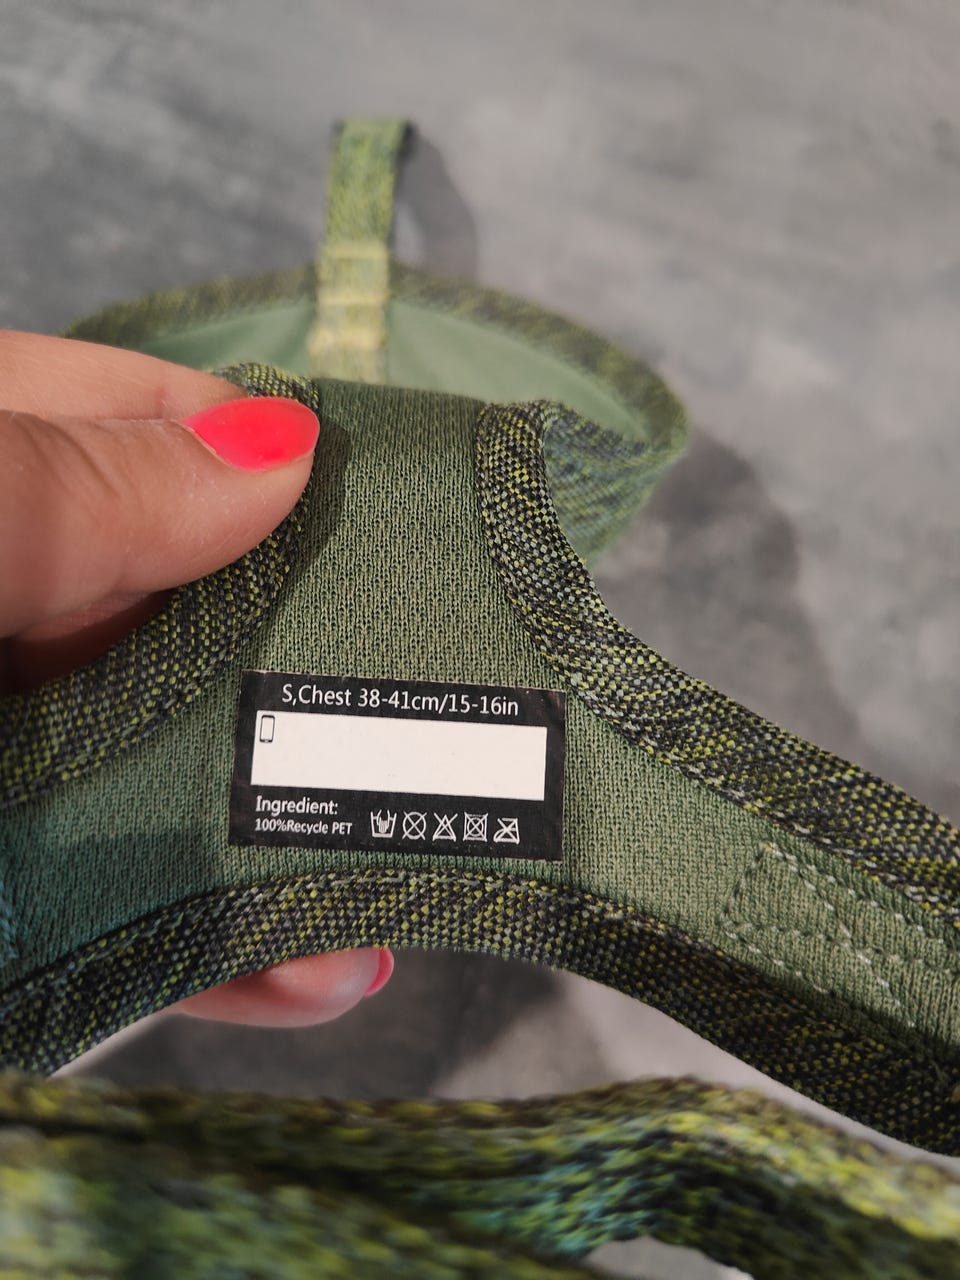 S,Chest 38-41cm/15-16in
Ingredient:
100%Recycle PET